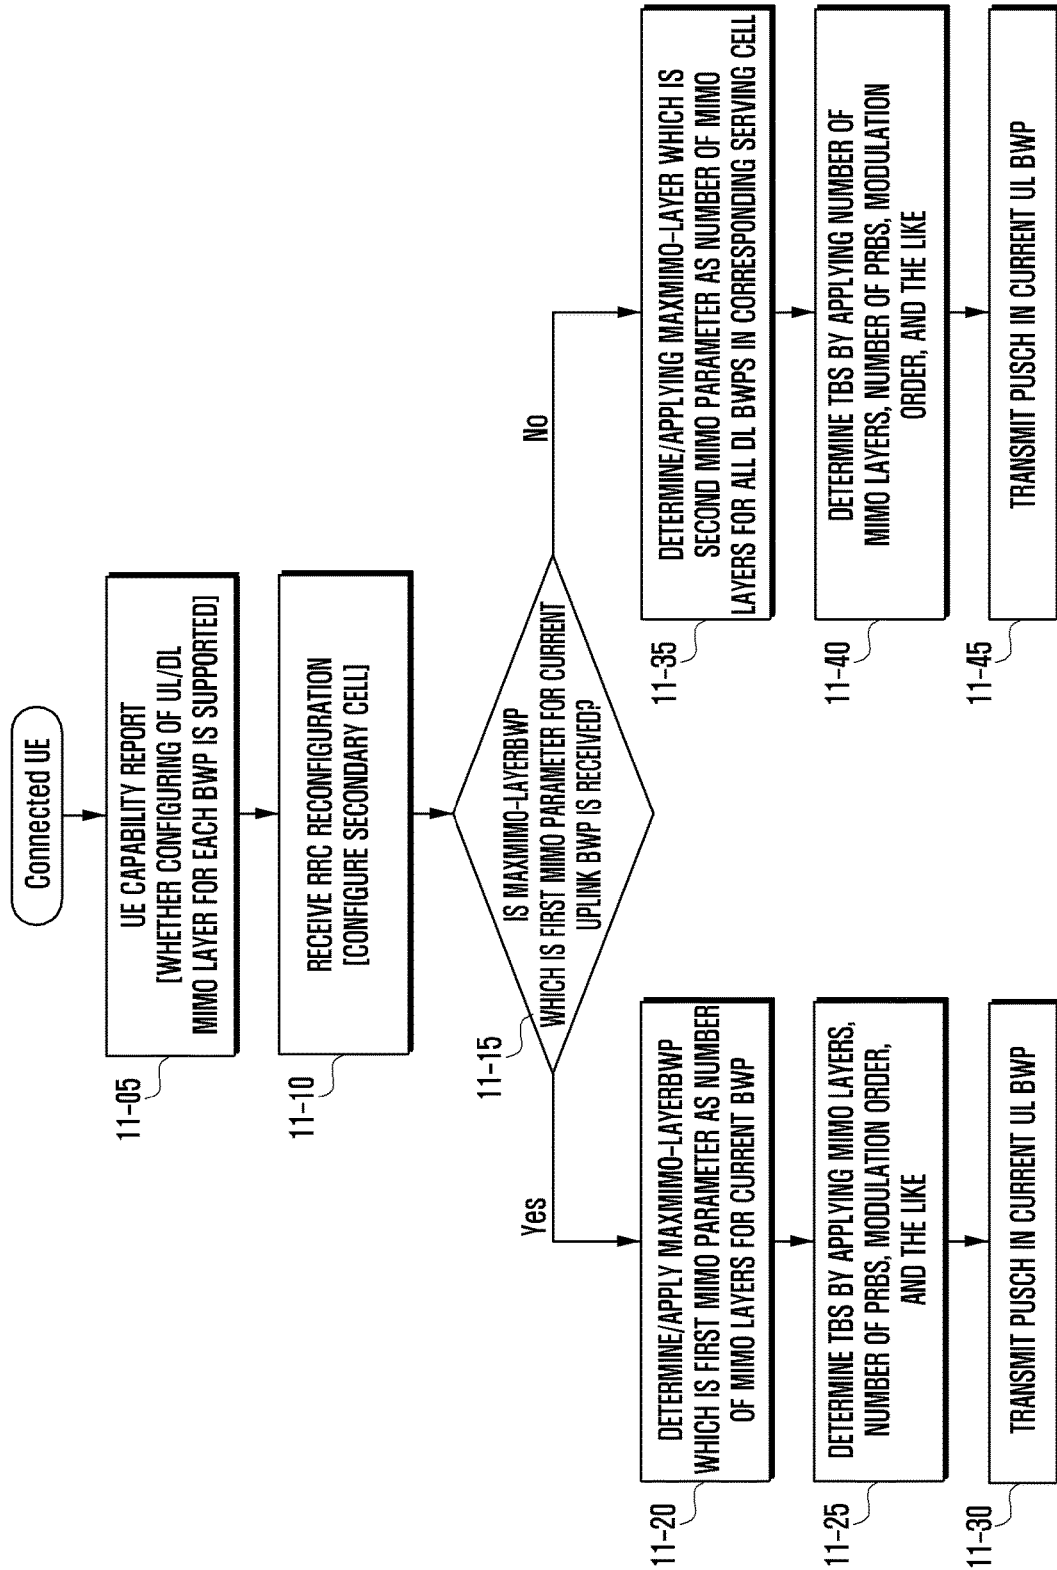 Connected UE
UE CAPABILITY REPORT
[WHETHER CONFIGURING OF UL/DL
MIMO LAYER FOR EACH BWP IS SUPPORTED]
11-05
RECEIVE RRC RECONFIGURATION
[CONFIGURE SECONDARY CELL]
11-10
IS MAXMIMO-LAYERBWP
WHICH IS FIRST MIMO PARAMETER FOR CURRENT
UPLINK BWP IS RECEIVED?
11-15
Yes
No
DETERMINE/APPLY MAXMIMO-LAYERBWP
WHICH IS FIRST MIMO PARAMETER AS NUMBER
OF MIMO LAYERS FOR CURRENT BWP
11-20
DETERMINE TBS BY APPLYING MIMO LAYERS,
NUMBER OF PRBS, MODULATION ORDER,
AND THE LIKE
11-25
TRANSMIT PUSCH IN CURRENT UL BWP
11-30
DETERMINE/APPLYING MAXMIMO-LAYER WHICH IS
SECOND MIMO PARAMETER AS NUMBER OF MIMO
LAYERS FOR ALL DL BWPS IN CORRESPONDING SERVING CELL
11-35
DETERMINE TBS BY APPLYING NUMBER OF
MIMO LAYERS, NUMBER OF PRBS, MODULATION
ORDER, AND THE LIKE
11-40
TRANSMIT PUSCH IN CURRENT UL BWP
11-45